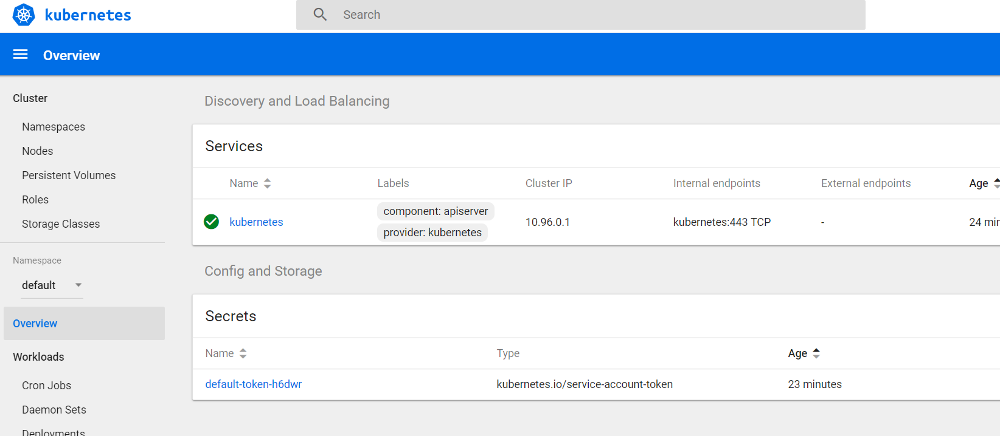 kubernetes
Search
Overview
Cluster
Namespaces
Nodes
Persistent Volumes
Roles
Storage Classes
Namespace
default
Overview
Workloads
Cron Jobs
Daemon Sets
Deployments
Discovery and Load Balancing
Services
Name Labels Cluster IP Internal endpoints External endpoints Age
kubernetes component: apiserver provider: kubernetes 10.96.0.1 kubernetes:443 TCP - 24 min
Config and Storage
Secrets
Name Type Age
default-token-h6dwr kubernetes.io/service-account-token 23 minutes